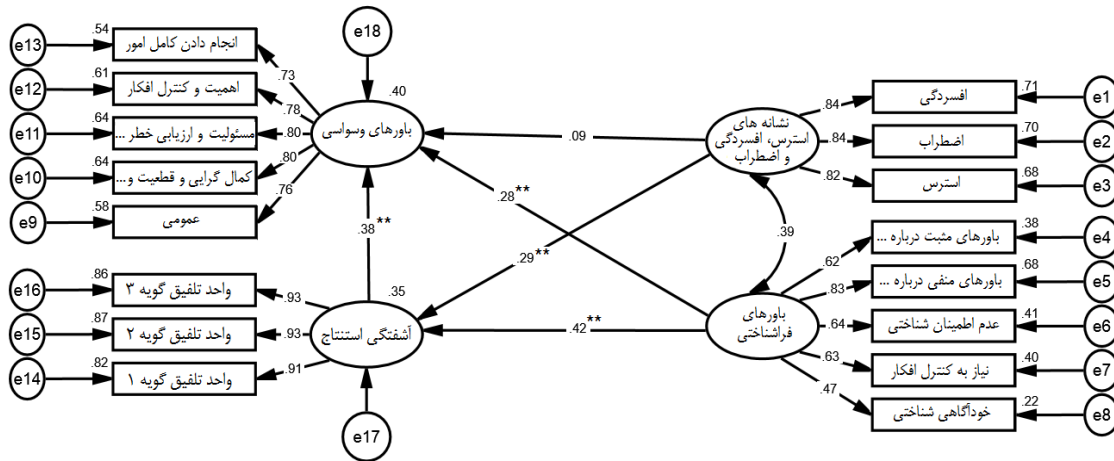 e13
.54
انجام دادن کامل امور
.73
e12
.61
اهمیت و کنترل افکار
.78
e11
.64
مسئولیت و ارزیابی خطر ...
.80
e10
.64
کمال گرایی و قطعیت و...
.80
e9
.58
عمومی
.76
e18
.40
باورهای وسواسی
.38**
e16
.86
واحد تلفیق گویه ۳
.93
e15
.87
واحد تلفیق گویه ۲
.93
e14
.82
واحد تلفیق گویه ۱
.91
.35
آشفتگی استنتاج
e17
.09
.28**
.29**
.42**
نشانه های
استرس، افسردگی
و اضطراب
.39
باورهای
فراشناختی
.84
افسردگی
.71
e1
.84
اضطراب
.70
e2
.82
استرس
.68
e3
.62
باورهای مثبت درباره ...
.38
e4
.83
باورهای منفی درباره ...
.68
e5
.64
عدم اطمینان شناختی
.41
e6
.63
نیاز به کنترل افکار
.40
e7
.47
خودآگاهی شناختی
.22
e8